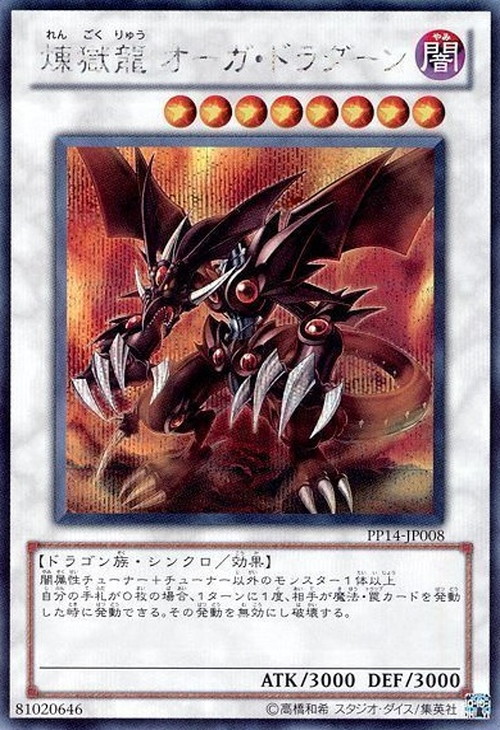 れん ごく りゅう
煉獄龍 オーガ・ドラグーン
やみ
闇
PP14-JP008
【ドラゴン族・シンクロ/効果】
闇属性チューナー+チューナー以外のモンスター1体以上
自分の手札が0枚の場合、1ターンに1度、相手が魔法・罠カードを発動
した時に発動できる。その発動を無効にし破壊する。
ATK/3000 DEF/3000
81020646
©高橋和希 スタジオ・ダイス/集英社